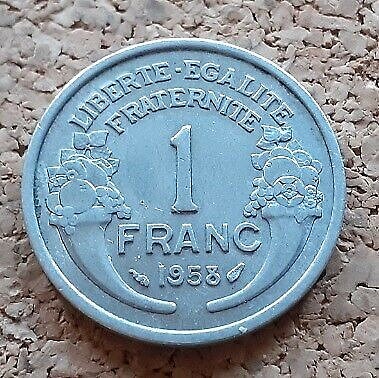 LIBERTE·EGALITE
FRATERNITE
1
FRANC
1958